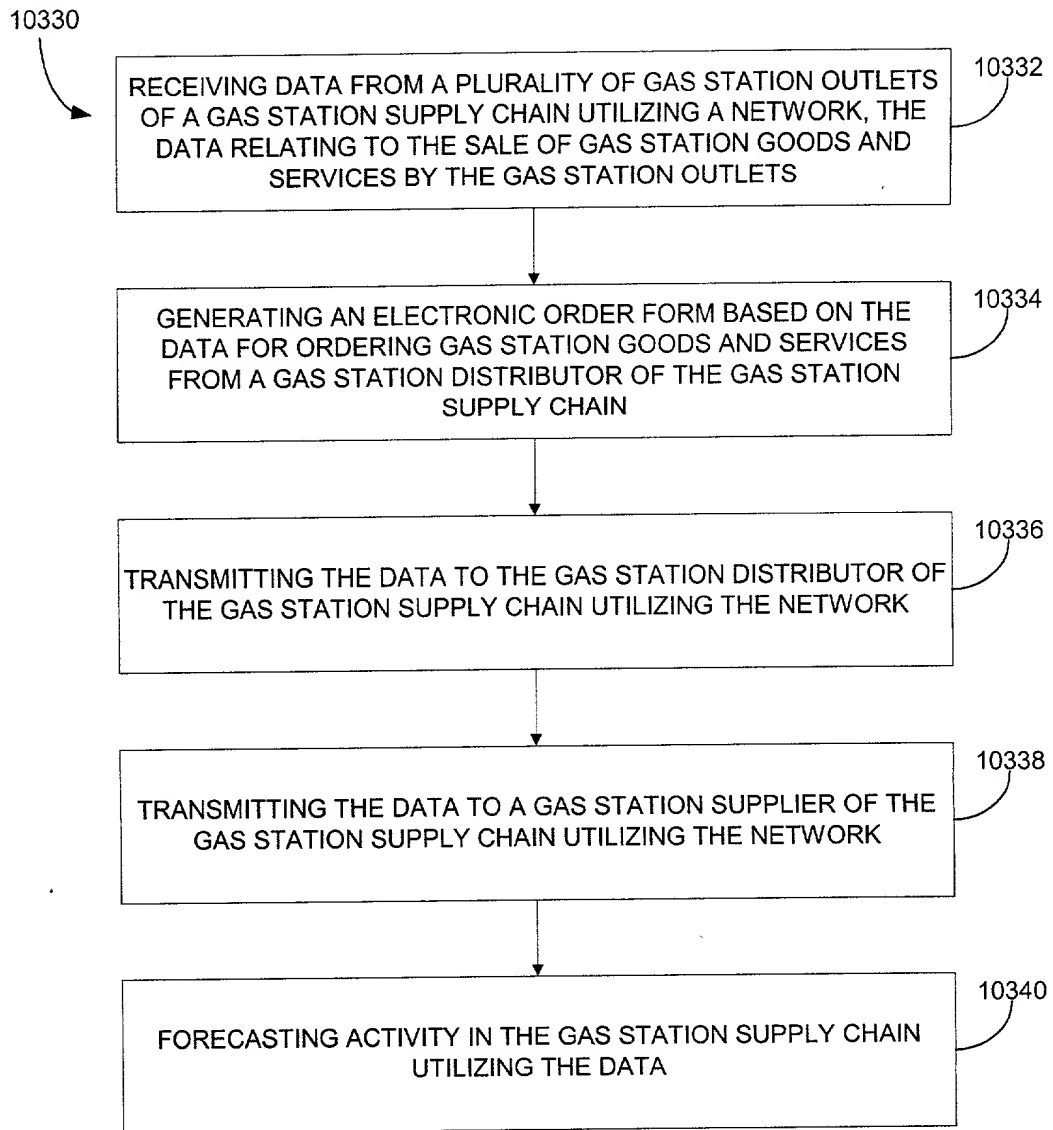 10330
RECEIVING DATA FROM A PLURALITY OF GAS STATION OUTLETS
OF A GAS STATION SUPPLY CHAIN UTILIZING A NETWORK, THE
DATA RELATING TO THE SALE OF GAS STATION GOODS AND
SERVICES BY THE GAS STATION OUTLETS
10332
GENERATING AN ELECTRONIC ORDER FORM BASED ON THE
DATA FOR ORDERING GAS STATION GOODS AND SERVICES
FROM A GAS STATION DISTRIBUTOR OF THE GAS STATION
SUPPLY CHAIN
10334
TRANSMITTING THE DATA TO THE GAS STATION DISTRIBUTOR OF
THE GAS STATION SUPPLY CHAIN UTILIZING THE NETWORK
10336
TRANSMITTING THE DATA TO A GAS STATION SUPPLIER OF THE
GAS STATION SUPPLY CHAIN UTILIZING THE NETWORK
10338
FORECASTING ACTIVITY IN THE GAS STATION SUPPLY CHAIN
UTILIZING THE DATA
10340